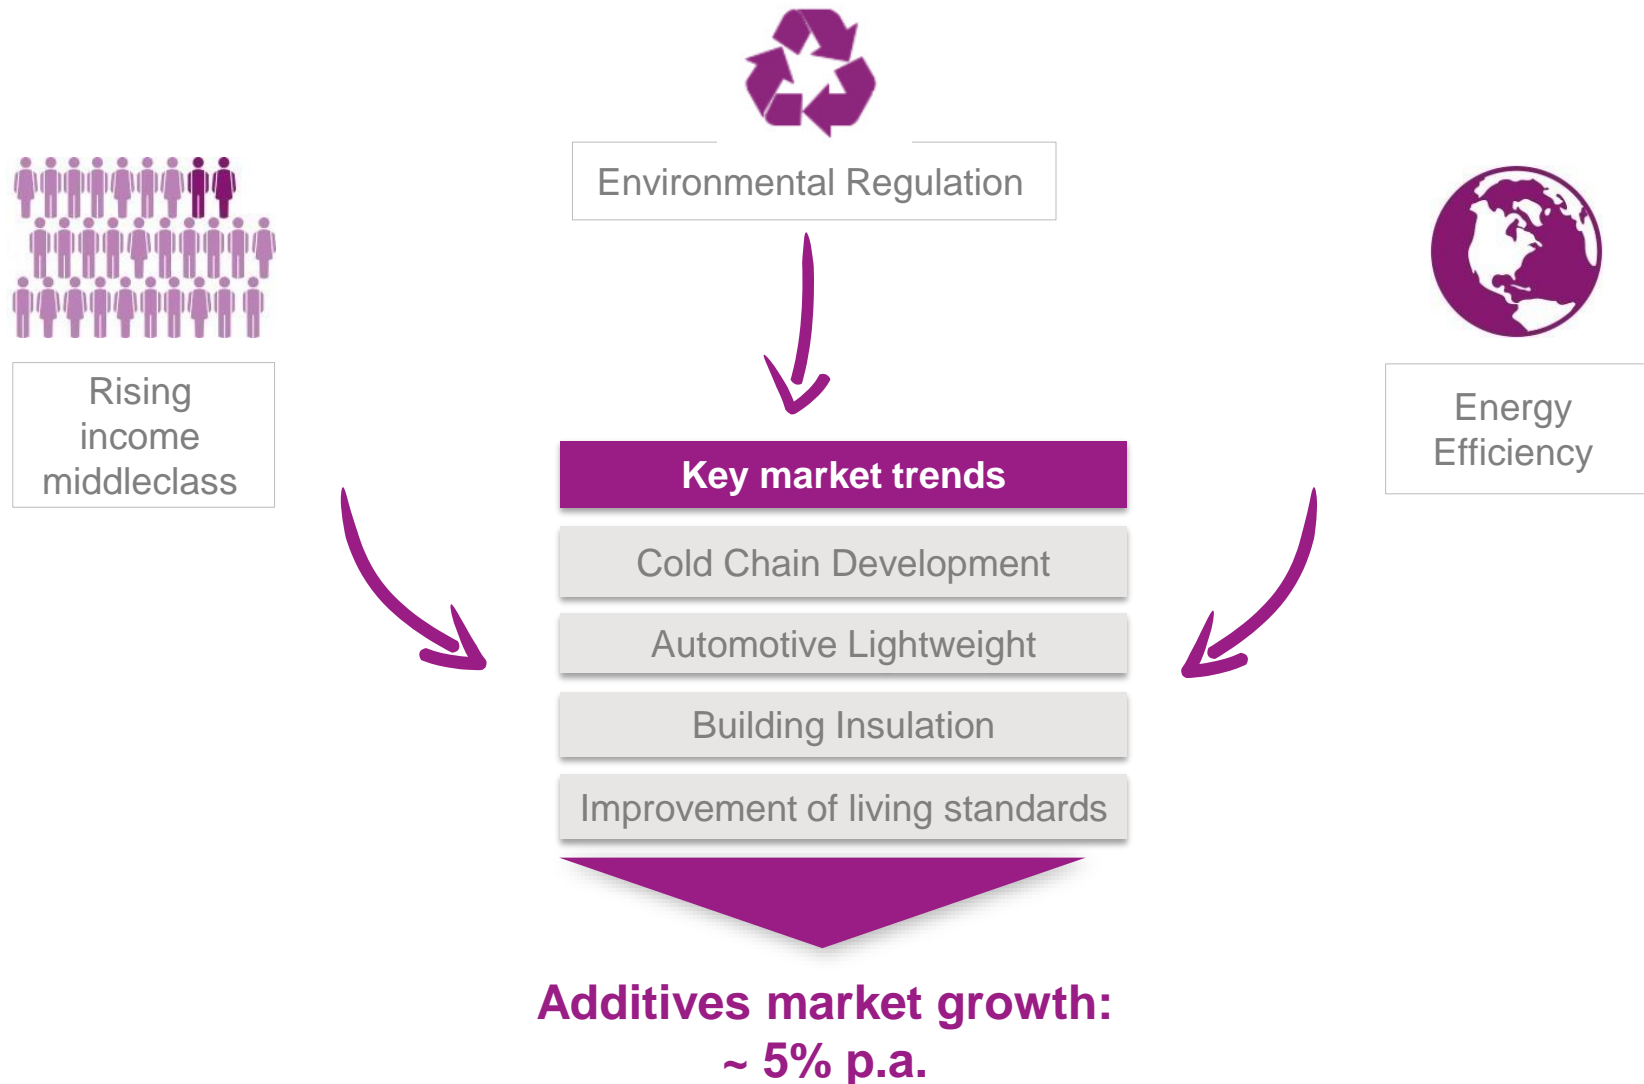 Environmental Regulation
Rising
income
middleclass
Energy
Efficiency
Key market trends
Cold Chain Development
Automotive Lightweight
Building Insulation
Improvement of living standards
Additives market growth:
~ 5% p.a.